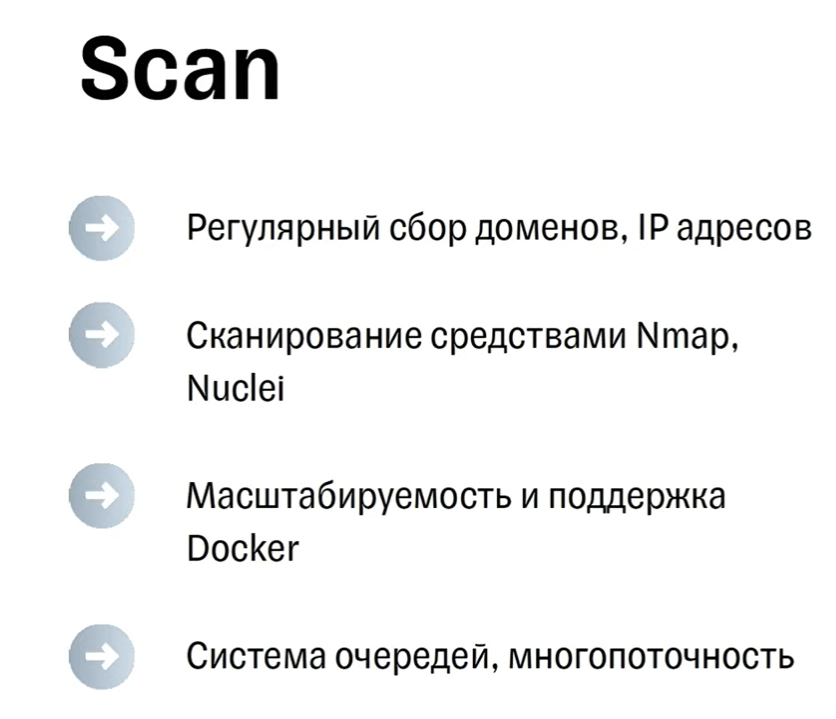 Scan
Регулярный сбор доменов, IP адресов
Сканирование средствами Nmap,
Nuclei
Масштабируемость и поддержка
Docker
Система очередей, многопоточность